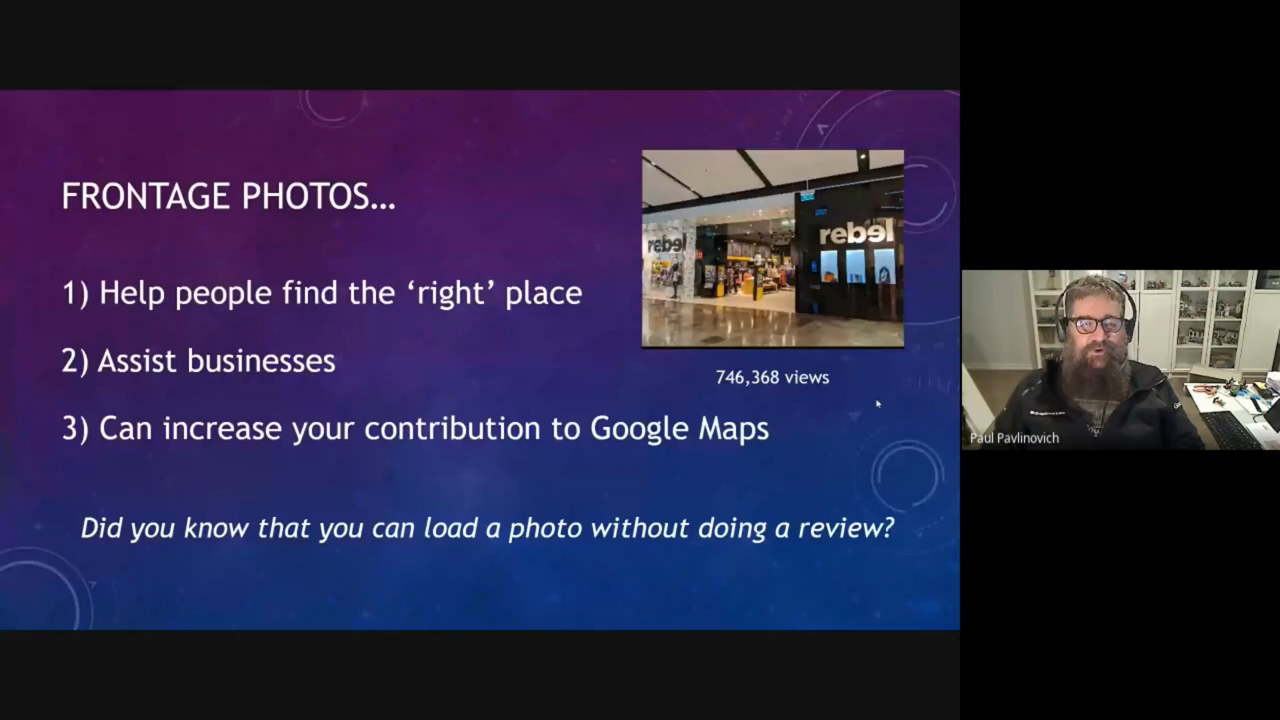 FRONTAGE PHOTOS…
rebel
rebel
1) Help people find the ‘right’ place
2) Assist businesses
746,368 views
3) Can increase your contribution to Google Maps
Paul Pavlinovich
Did you know that you can load a photo without doing a review?